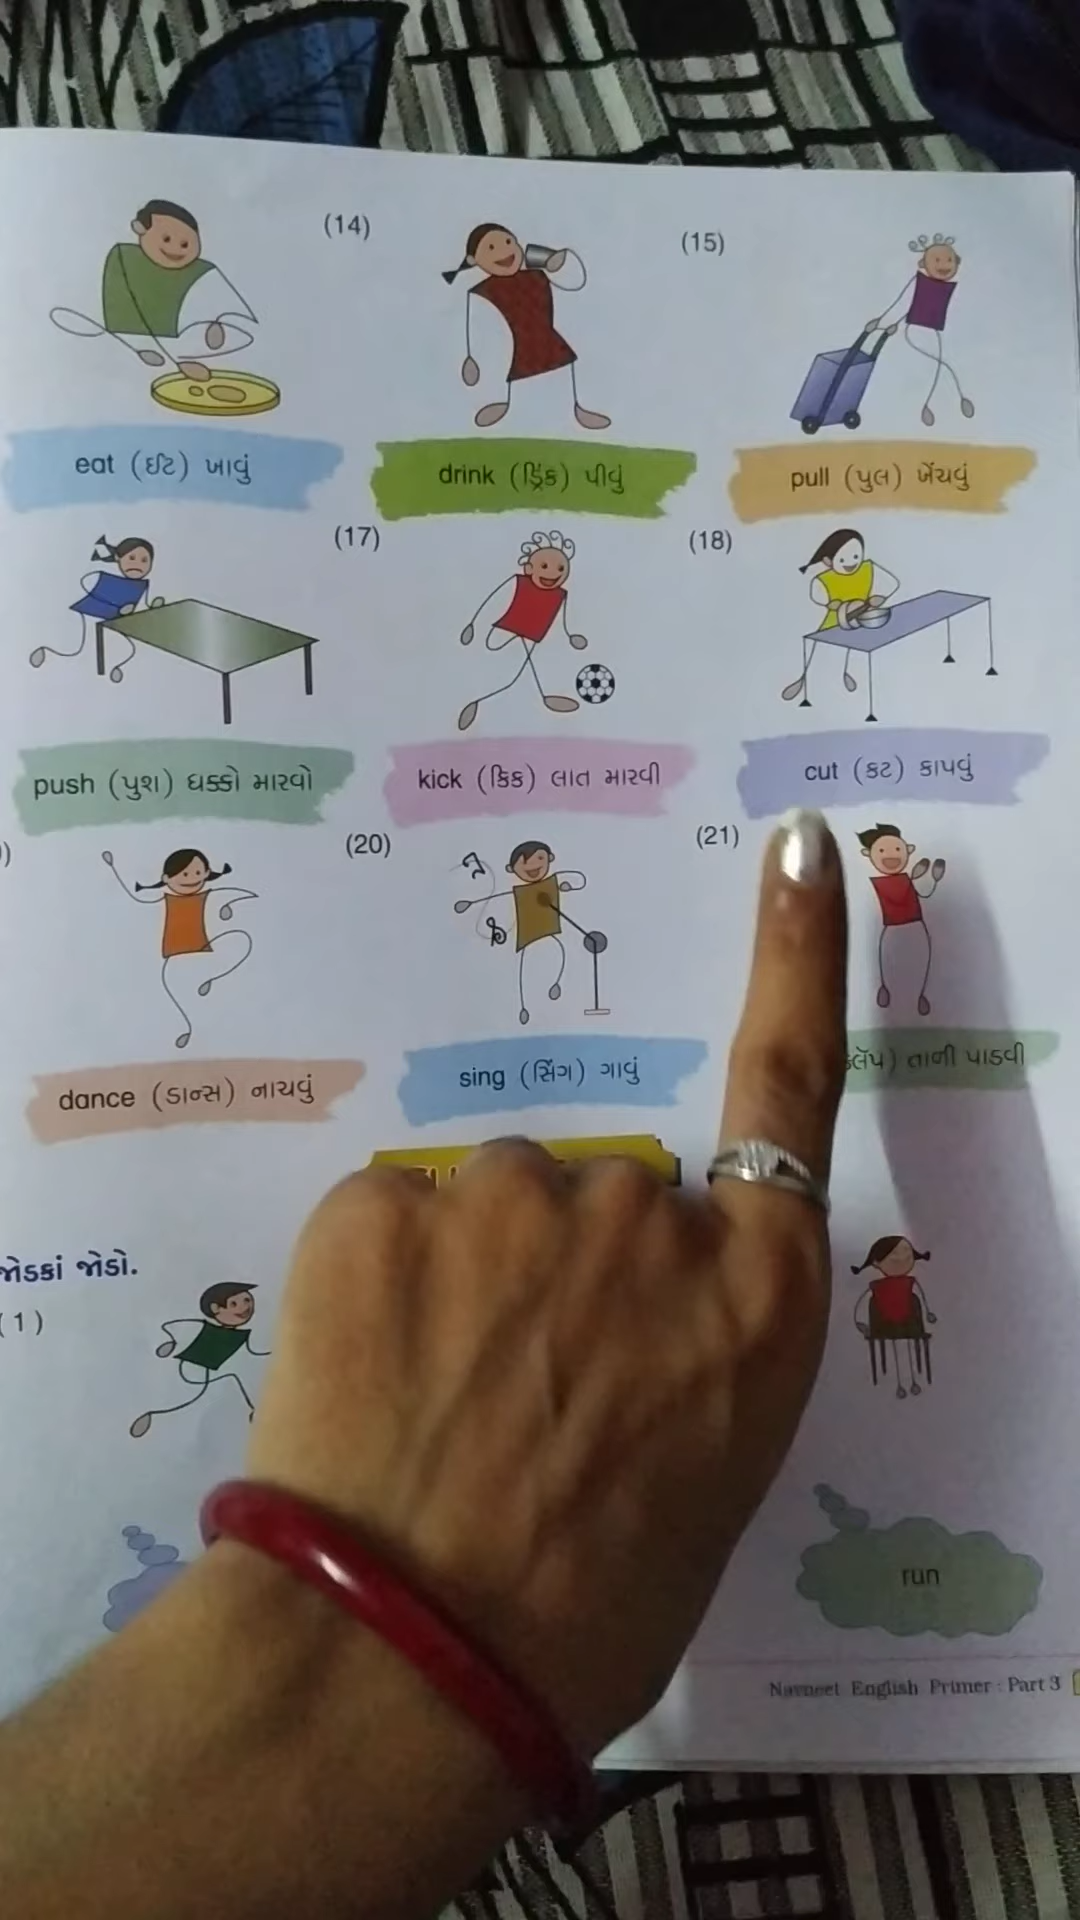 (14)
(15)
eat (ઈટ) ખાવું
drink (ડ્રિંક) પીવું
pull (પુલ) ખેંચવું
(17)
(18)
push (પુશ) ધક્કો મારવો
kick (કિક) લાત મારવી
cut (કટ) કાપવું
(20)
(21)
dance (ડાન્સ) નાચવું
sing (સિંગ) ગાવું
તાળી પાડવી
જોડકાં જોડો.
(1)
run
Navneet English Primer : Part 3